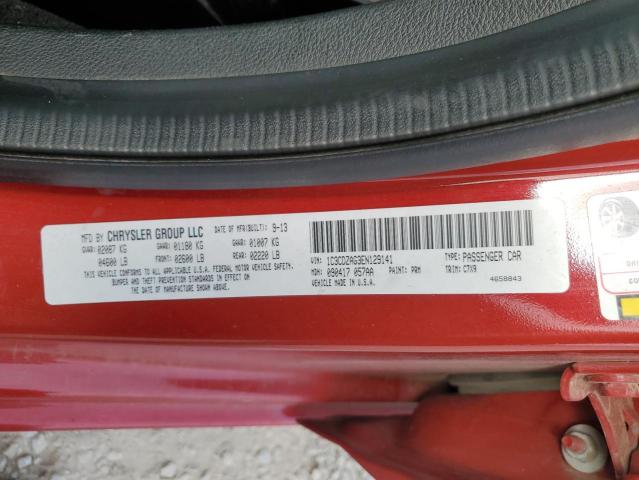 MFD BY CHRYSLER GROUP LLC DATE OF MFR(BUILT): 9-13
GVWR: 02087 KG GAWR: 01180 KG GAWR: 01007 KG
04600 LB FRONT: 02600 LB REAR: 02220 LB
THIS VEHICLE CONFORMS TO ALL APPLICABLE U.S.A. FEDERAL MOTOR VEHICLE SAFETY,
BUMPER AND THEFT PREVENTION STANDARDS IN EFFECT ON
THE DATE OF MANUFACTURE SHOWN ABOVE.
VIN: 1C3CDZAG3EN129141 TYPE: PASSENGER CAR
MDH: 090417 057AA PAINT: PRM TRIM: C7X9
VEHICLE MADE IN U.S.A. 4658843